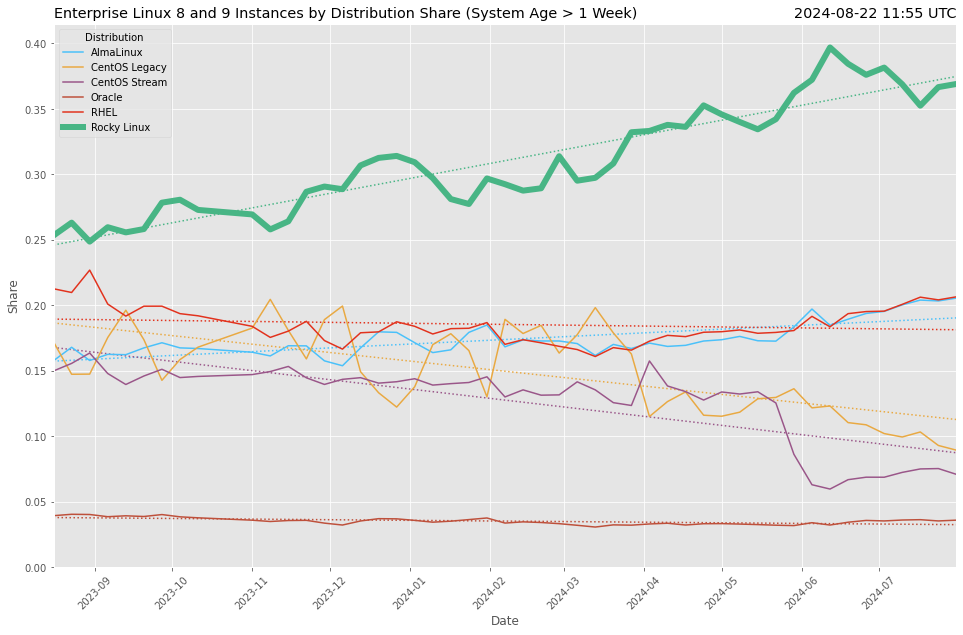 Enterprise Linux 8 and 9 Instances by Distribution Share (System Age > 1 Week) 2024-08-22 11:55 UTC
Distribution
AlmaLinux
CentOS Legacy
CentOS Stream
Oracle
RHEL
Rocky Linux
Share
0.40
0.35
0.30
0.25
0.20
0.15
0.10
0.05
0.00
2023-09
2023-10
2023-11
2023-12
2024-01
2024-02
2024-03
2024-04
2024-05
2024-06
2024-07
Date